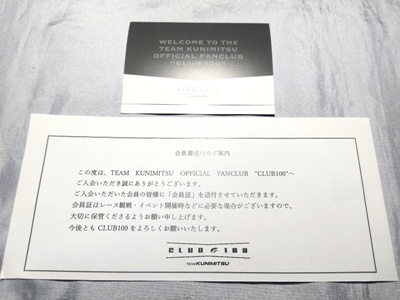 WELCOME TO THE
TEAM KUNIMITSU
OFFICIAL FANCLUB
"CLUB 100"
CLUB 100
会員証送付のご案内
この度は、TEAM KUNIMITSU OFFICIAL FANCLUB "CLUB100"へ
ご入会いただき誠にありがとうございます。
ご入会いただいた会員の皆様に「会員証」を送付させていただきます。
会員証はレース観戦・イベント開催時などに必要な場合がございますので、
大切に保管くださるようお願い申し上げます。
今後とも CLUB100をよろしくお願いいたします。
CLUB 100
TEAM KUNIMITSU